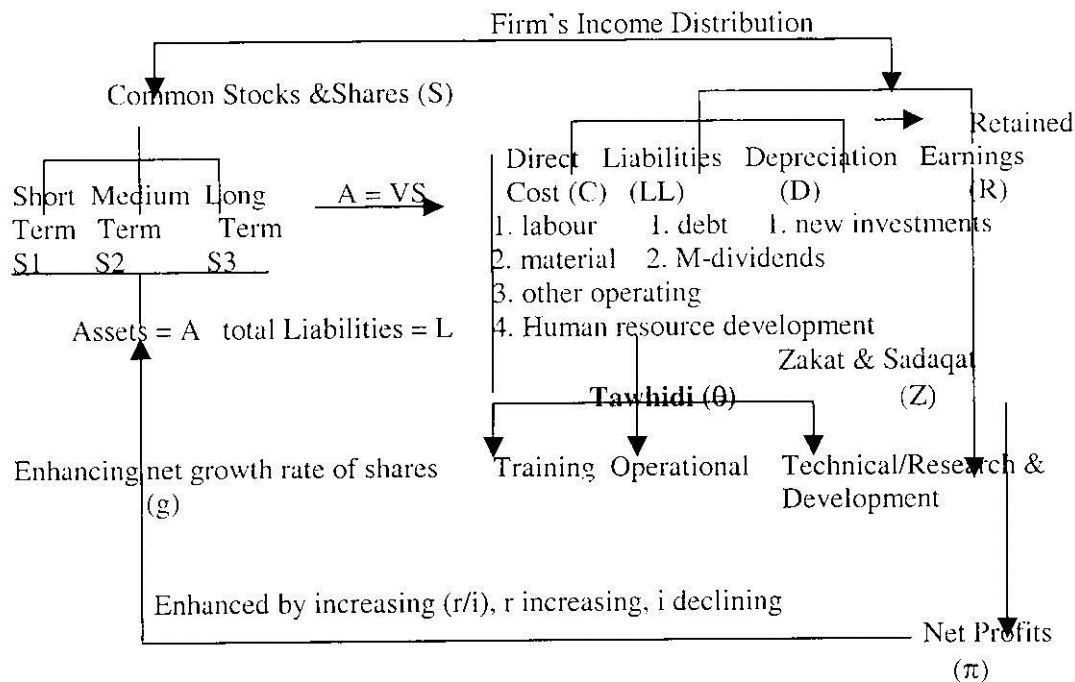 Firm's Income Distribution
Common Stocks &Shares (S)
Retained
Direct Liabilities Depreciation Earnings
Cost (C) (LL) (D) (R)
Short Medium Long A = VS
Term Term Term
S1 S2 S3
1. labour 1. debt 1. new investments
2. material 2. M-dividends
3. other operating
4. Human resource development
Assets = A total Liabilities = L
Zakat & Sadaqat
Tawhidi (θ) (Z)
Enhancing net growth rate of shares
(g)
Training Operational Technical/Research &
Development
Enhanced by increasing (r/i), r increasing, i declining
Net Profits
(π)